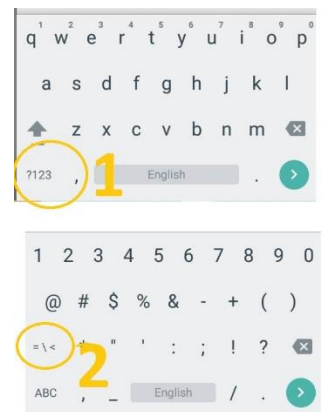 1 2 3 4 5 6 7 8 9 0
q w e r t y u i o p
a s d f g h j k l
z x c v b n m
?123 , 1 English .
1 2 3 4 5 6 7 8 9 0
@ # $ % & - + ( )
= \ < * " ' : ; ! ?
2
ABC , _ English / .